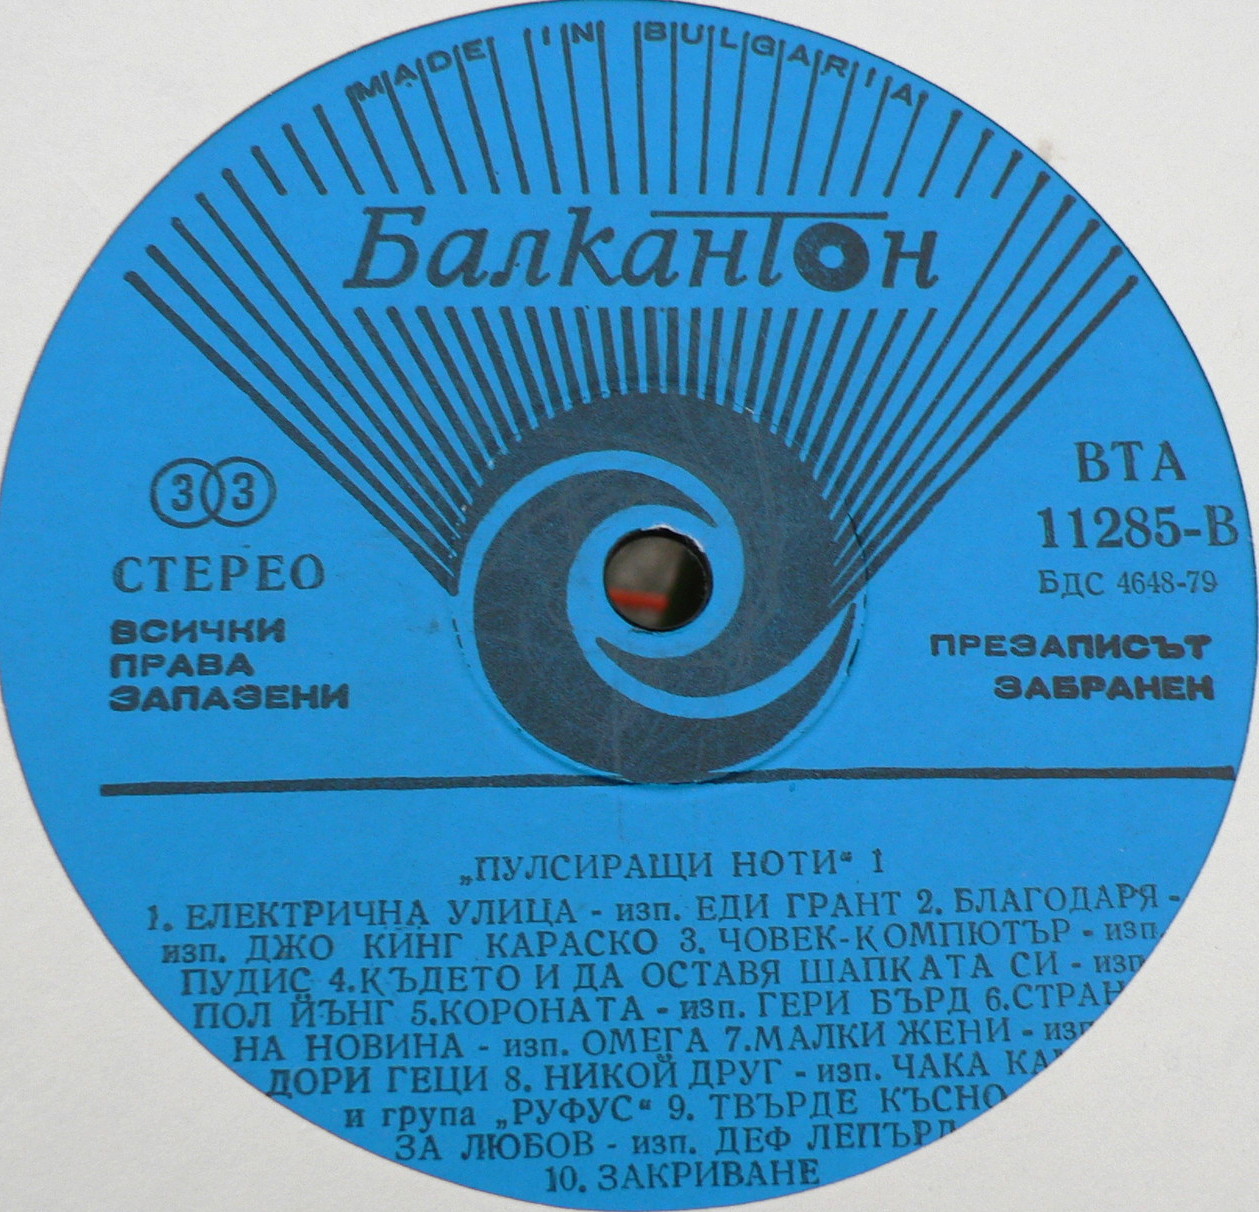 MADE IN BULGARIA
Балкантон
33
СТЕРЕО
ВСИЧКИ
ПРАВА
ЗАПАЗЕНИ
ВТА
11285-В
БДС 4648-79
ПРЕЗАПИСЪТ
ЗАБРАНЕН
„ПУЛСИРАЩИ НОТИ“ 1
1. ЕЛЕКТРИЧНА УЛИЦА - изп. ЕДИ ГРАНТ 2. БЛАГОДАРЯ -
изп. ДЖО КИНГ КАРАСКО 3. ЧОВЕК-КОМПЮТЪР - изп.
ПУДИС 4.КЪДЕТО И ДА ОСТАВЯ ШАПКАТА СИ - изп
ПОЛ ЙЪНГ 5.КОРОНАТА - изп. ГЕРИ БЪРД 6.СТРАН
НА НОВИНА - изп. ОМЕГА 7.МАЛКИ ЖЕНИ - изп
ДОРИ ГЕЦИ 8. НИКОЙ ДРУГ - изп. ЧАКА
и група „РУФУС“ 9. ТВЪРДЕ КЪСНО
ЗА ЛЮБОВ - изп. ДЕФ ЛЕПЪРД
10. ЗАКРИВАНЕ